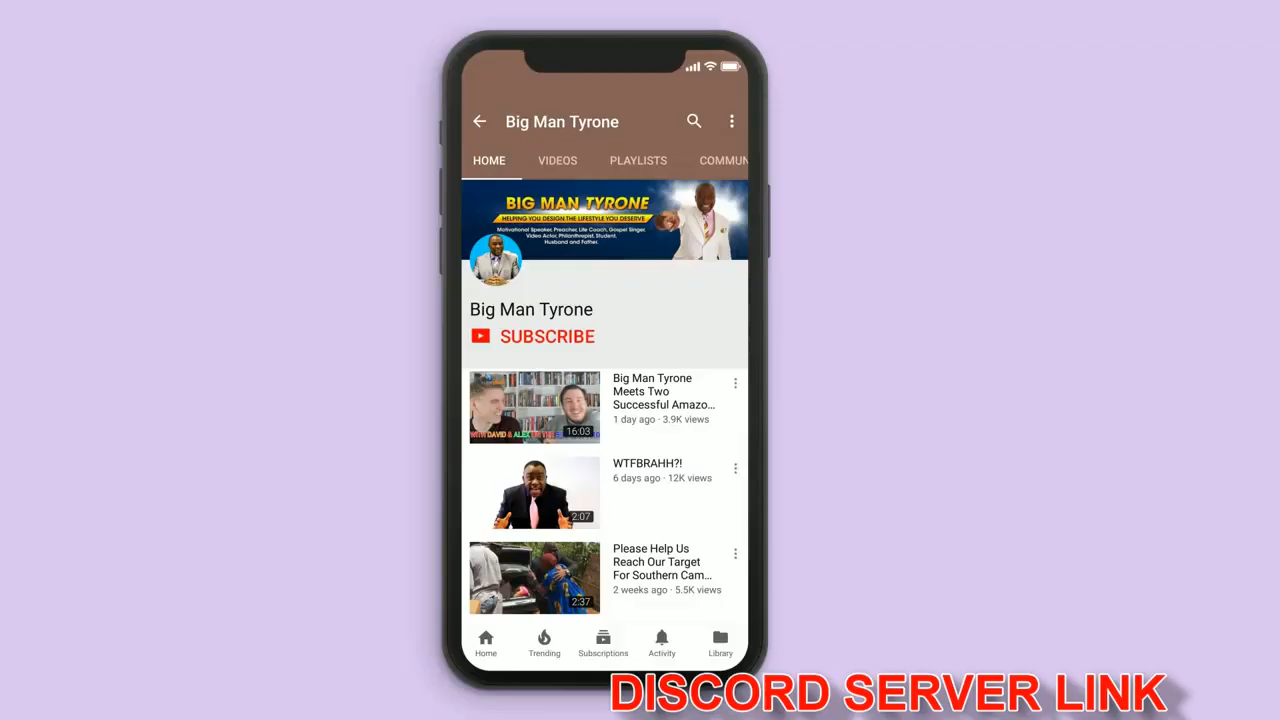 Big Man Tyrone
HOME VIDEOS PLAYLISTS COMMUN
BIG MAN TYRONE
HELPING YOU DESIGN THE LIFESTYLE YOU DESERVE
Motivational Speaker, Preacher, Life Coach, Gospel Singer,
Video Actor, Philanthropist, Student,
Husband and Father.
Big Man Tyrone
SUBSCRIBE
Big Man Tyrone
Meets Two
Successful Amazo...
1 day ago · 3.9K views
WITH DAVID & ALEX
16:03
WTFBRAHH?!
6 days ago · 12K views
2:07
Please Help Us
Reach Our Target
For Southern Cam...
2 weeks ago · 5.5K views
2:37
Home Trending Subscriptions Activity Library
DISCORD SERVER LINK